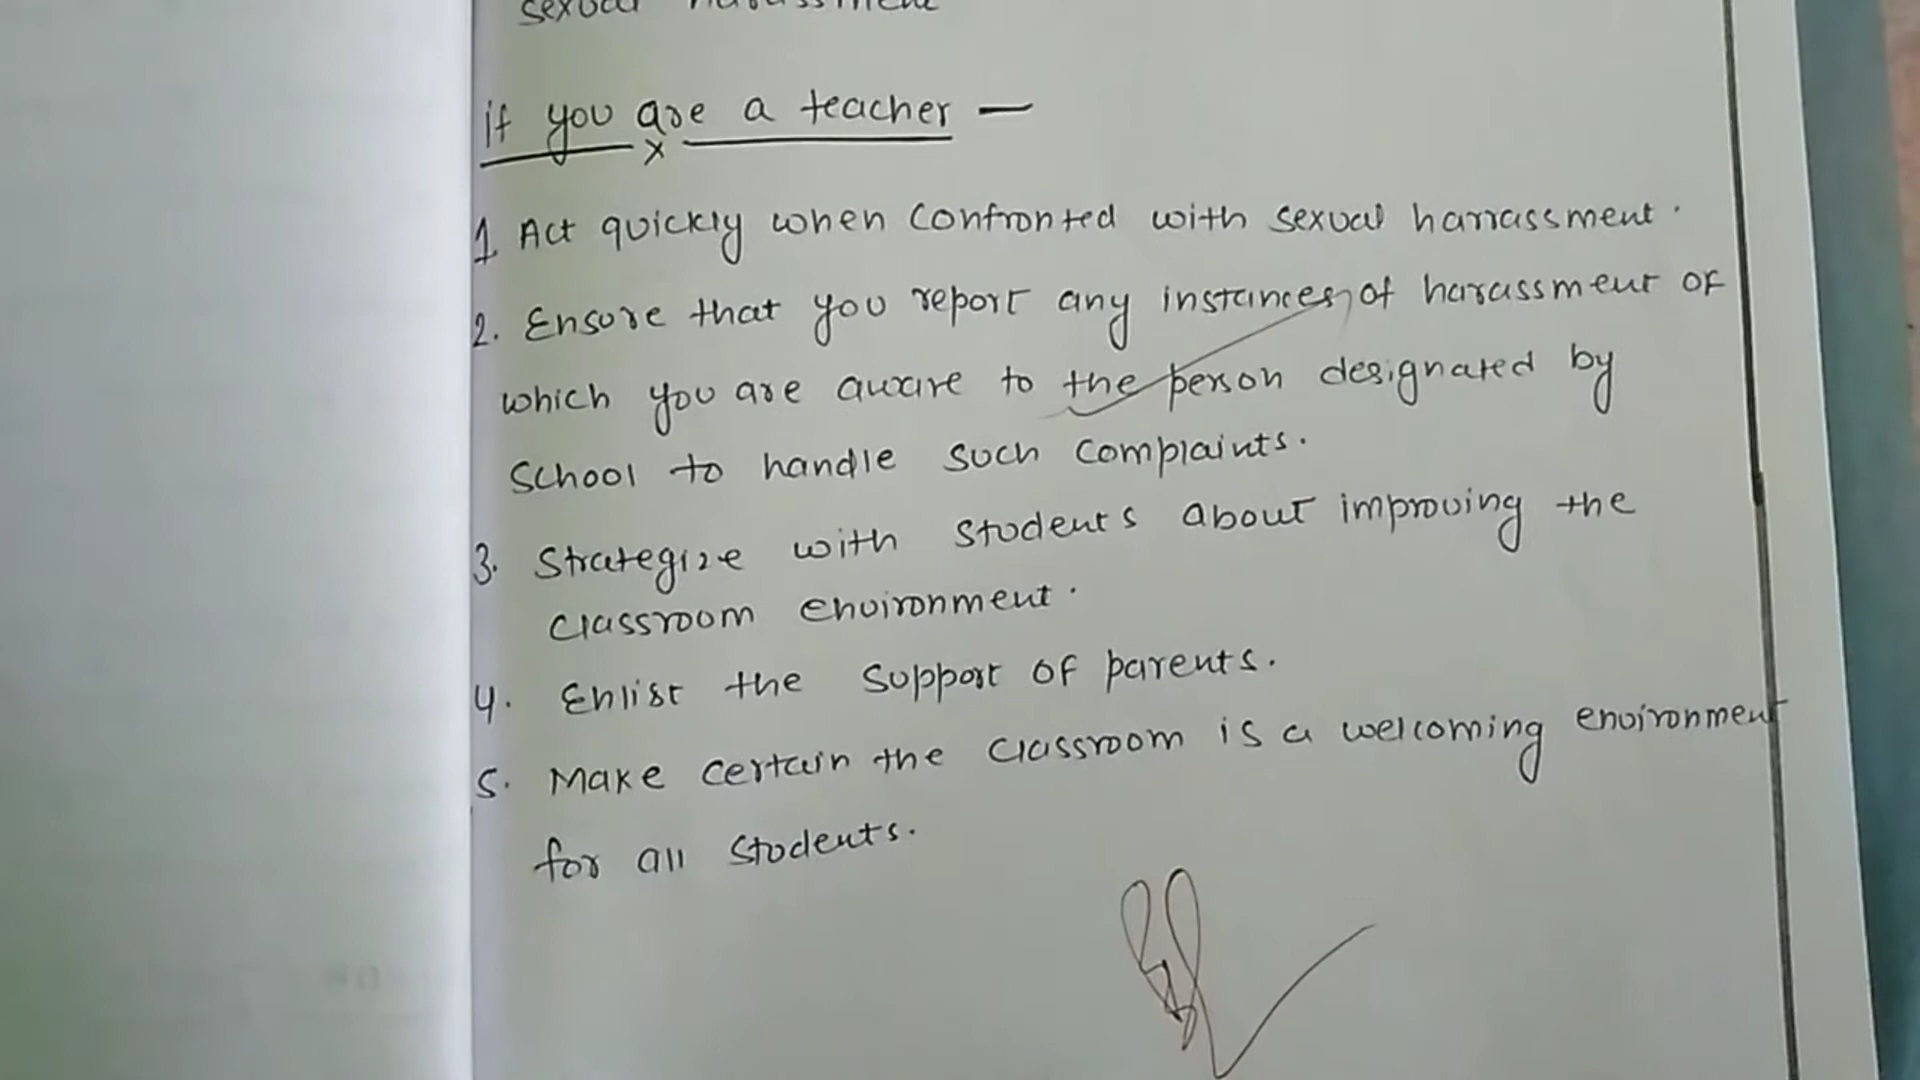 sexual harassment
if you are a teacher —
1. Act quickly when confronted with sexual harrassment.
2. Ensure that you report any instances of harassment of
which you are aware to the person designated by
School to handle such complaints.
3. Strategize with students about improving the
classroom environment.
4. Enlist the support of parents.
5. Make certain the classroom is a welcoming environment
for all students.